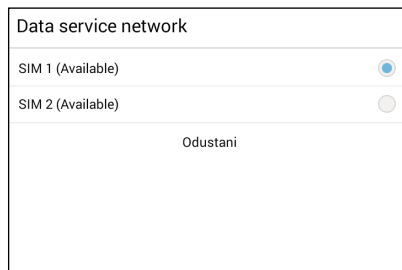 Data service network
SIM 1 (Available)
SIM 2 (Available)
Odustani